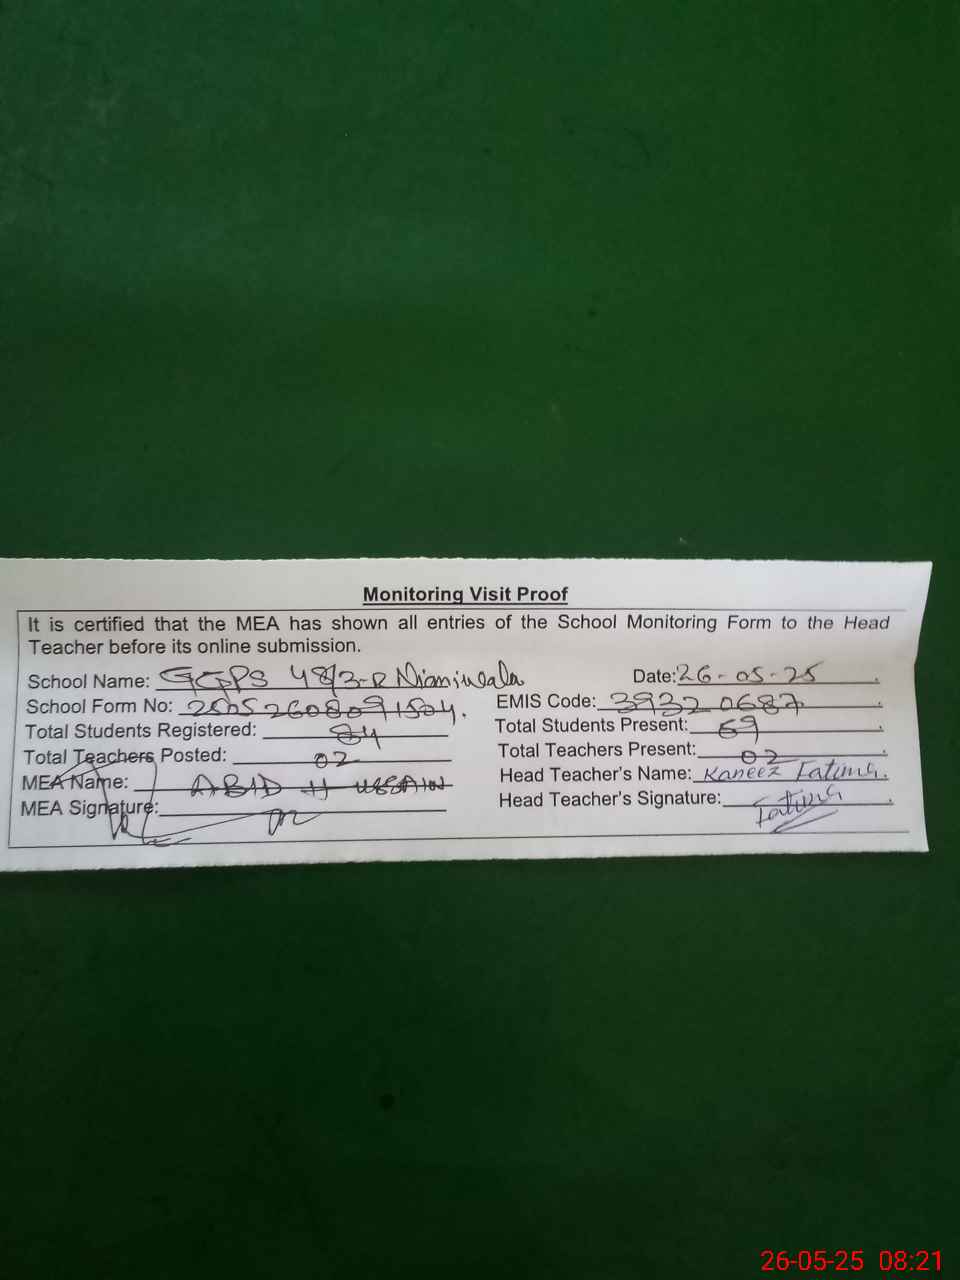 Monitoring Visit Proof
It is certified that the MEA has shown all entries of the School Monitoring Form to the Head
Teacher before its online submission.
School Name: GGPS 48/3-R Niamiwala Date: 26-05-25.
School Form No: 2505260809 1504. EMIS Code: 39320687.
Total Students Registered: 84 Total Students Present: 69.
Total Teachers Posted: 02 Total Teachers Present: 02.
MEA Name: ABID HUSSAIN Head Teacher's Name: Kaneez Fatima.
MEA Signature: Head Teacher's Signature: Fatima.
26-05-25 08:21